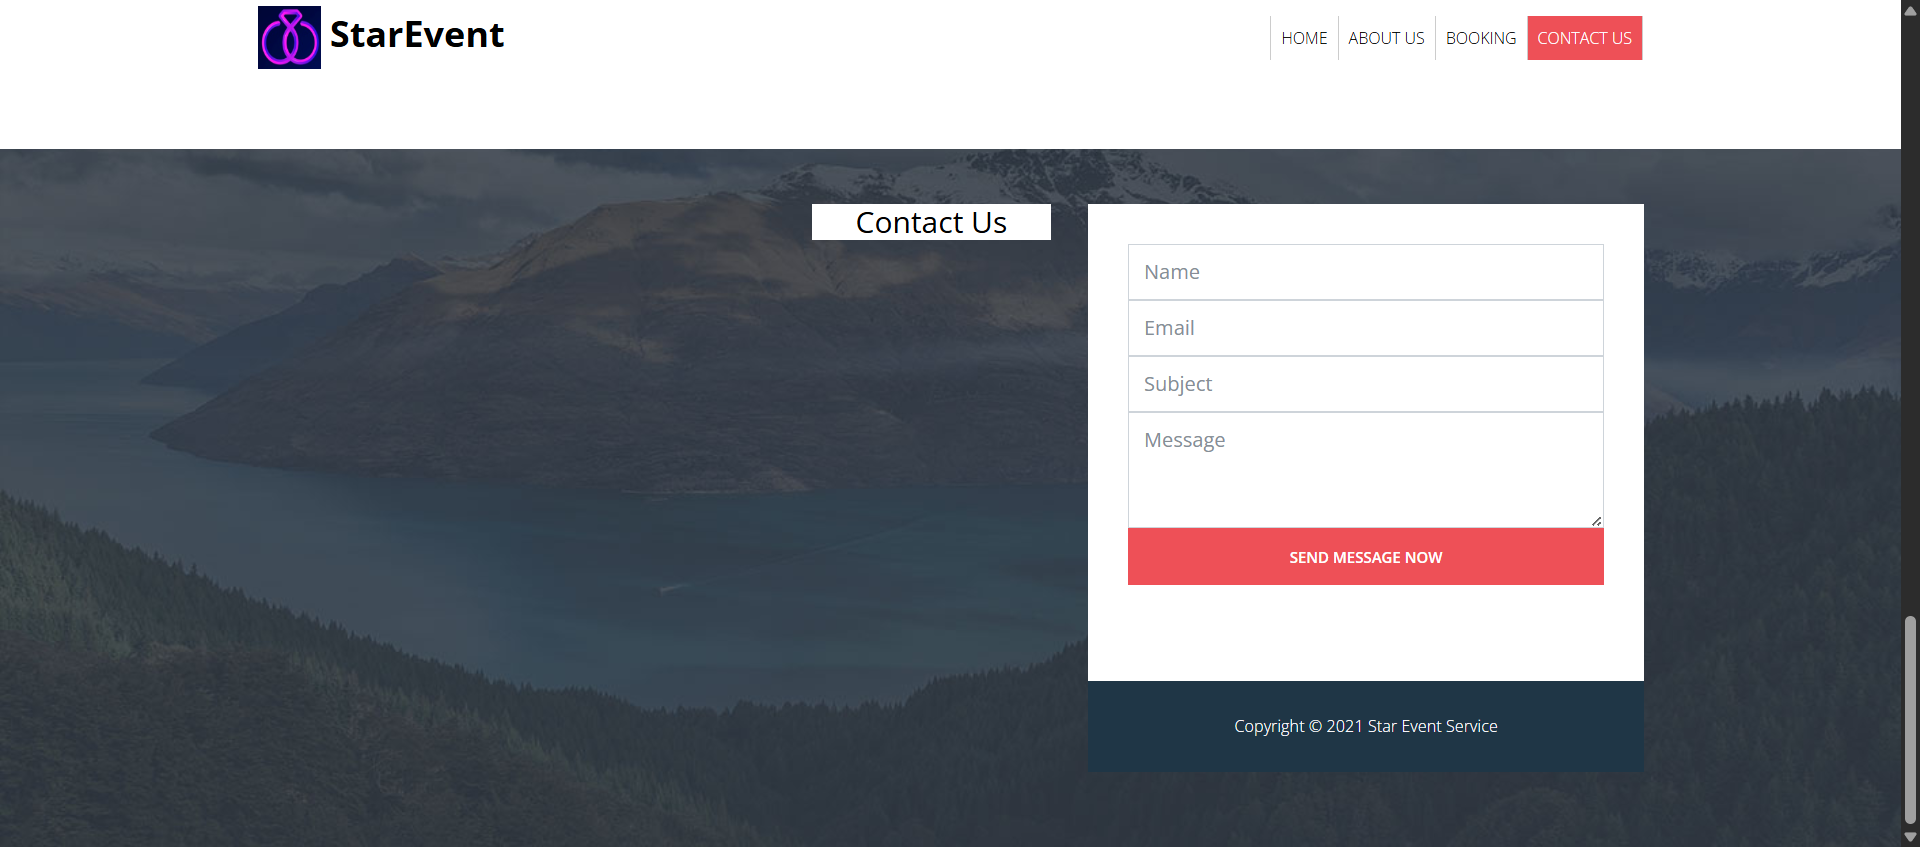 StarEvent
HOME
ABOUT US
BOOKING
CONTACT US
Contact Us
Name
Email
Subject
Message
SEND MESSAGE NOW
Copyright © 2021 Star Event Service